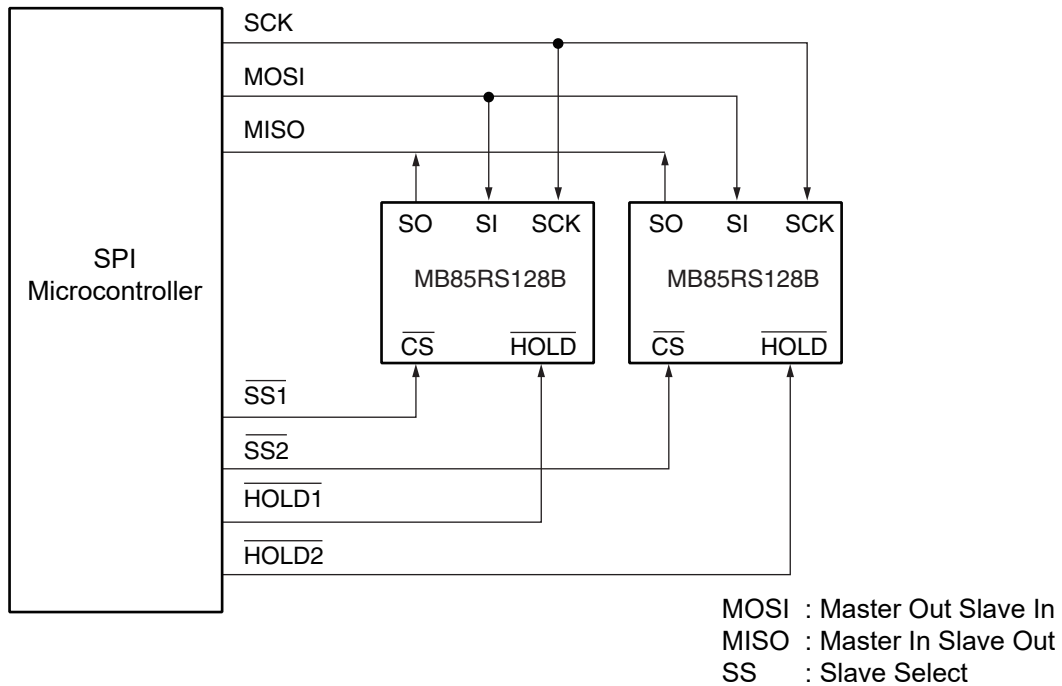 SCK
MOSI
MISO
SO SI SCK
SO SI SCK
SPI
Microcontroller
MB85RS128B
MB85RS128B
CS HOLD
CS HOLD
SS1
SS2
HOLD1
HOLD2
MOSI : Master Out Slave In
MISO : Master In Slave Out
SS : Slave Select